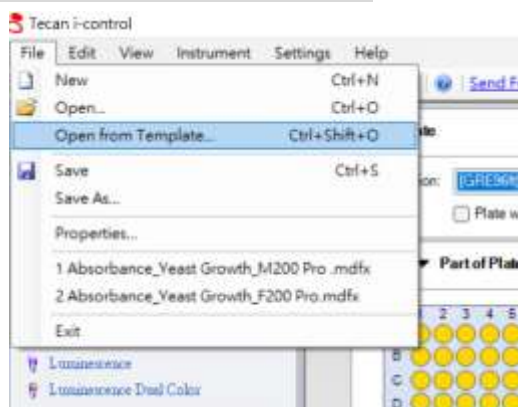 Tecan i-control
File Edit View Instrument Settings Help
New Ctrl+N
Open... Ctrl+O
Open from Template... Ctrl+Shift+O
Save Ctrl+S
Save As...
Properties...
1 Absorbance_Yeast Growth_M200 Pro .mdfx
2 Absorbance_Yeast Growth_F200 Pro.mdfx
Exit
Luminescence
Luminescence Dual Color
Send F
on:
Plate w
Part of Plat
1 2 3 4 5
B
C
D